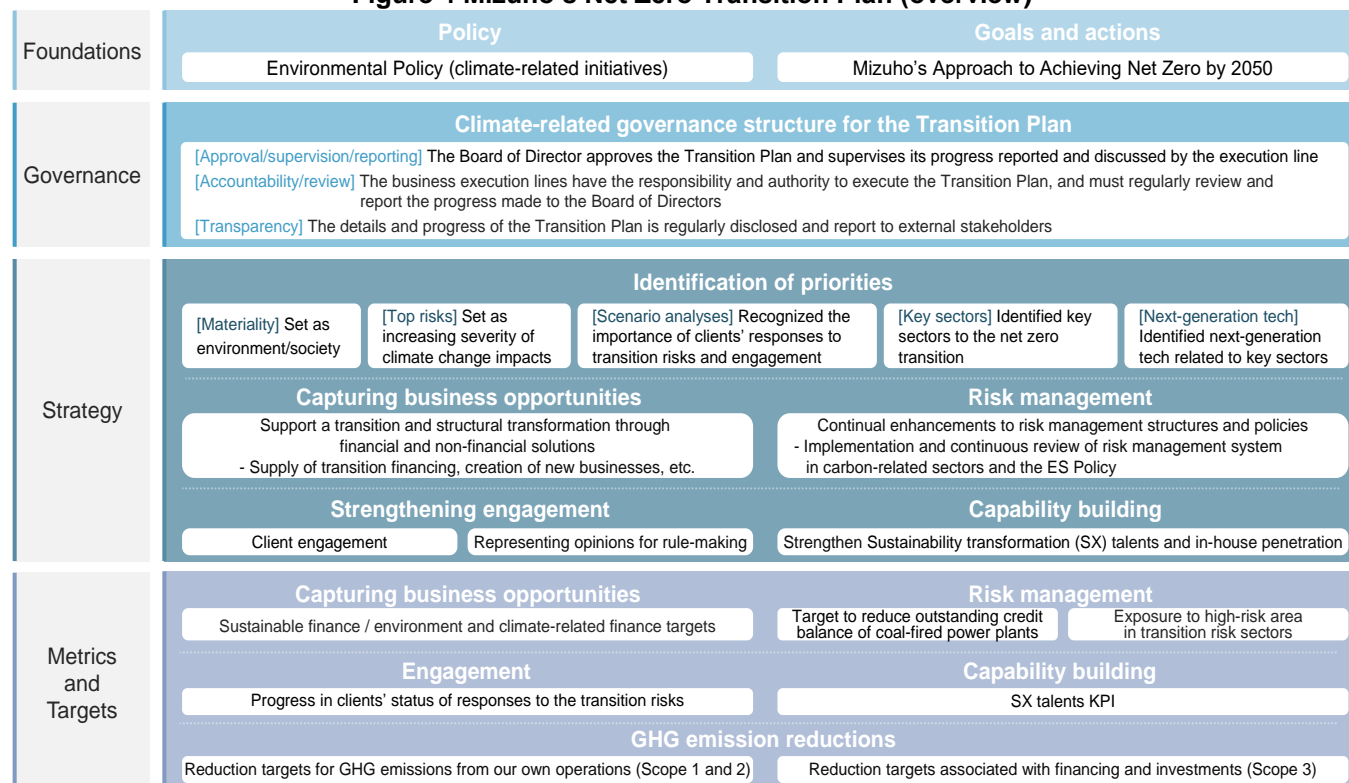 Figure 4 Mizuho's Net Zero Transition Plan (overview)
Foundations
Policy
Environmental Policy (climate-related initiatives)
Goals and actions
Mizuho's Approach to Achieving Net Zero by 2050
Governance
Climate-related governance structure for the Transition Plan
[Approval/supervision/reporting] The Board of Director approves the Transition Plan and supervises its progress reported and discussed by the execution line
[Accountability/review] The business execution lines have the responsibility and authority to execute the Transition Plan, and must regularly review and
report the progress made to the Board of Directors
[Transparency] The details and progress of the Transition Plan is regularly disclosed and report to external stakeholders
Strategy
Identification of priorities
[Materiality] Set as
environment/society
[Top risks] Set as
increasing severity of
climate change impacts
[Scenario analyses] Recognized the
importance of clients' responses to
transition risks and engagement
[Key sectors] Identified key
sectors to the net zero
transition
[Next-generation tech]
Identified next-generation
tech related to key sectors
Capturing business opportunities
Support a transition and structural transformation through
financial and non-financial solutions
- Supply of transition financing, creation of new businesses, etc.
Risk management
Continual enhancements to risk management structures and policies
- Implementation and continuous review of risk management system
in carbon-related sectors and the ES Policy
Strengthening engagement
Client engagement
Representing opinions for rule-making
Capability building
Strengthen Sustainability transformation (SX) talents and in-house penetration
Metrics
and
Targets
Capturing business opportunities
Sustainable finance / environment and climate-related finance targets
Risk management
Target to reduce outstanding credit
balance of coal-fired power plants
Exposure to high-risk area
in transition risk sectors
Engagement
Progress in clients' status of responses to the transition risks
Capability building
SX talents KPI
GHG emission reductions
Reduction targets for GHG emissions from our own operations (Scope 1 and 2)
Reduction targets associated with financing and investments (Scope 3)